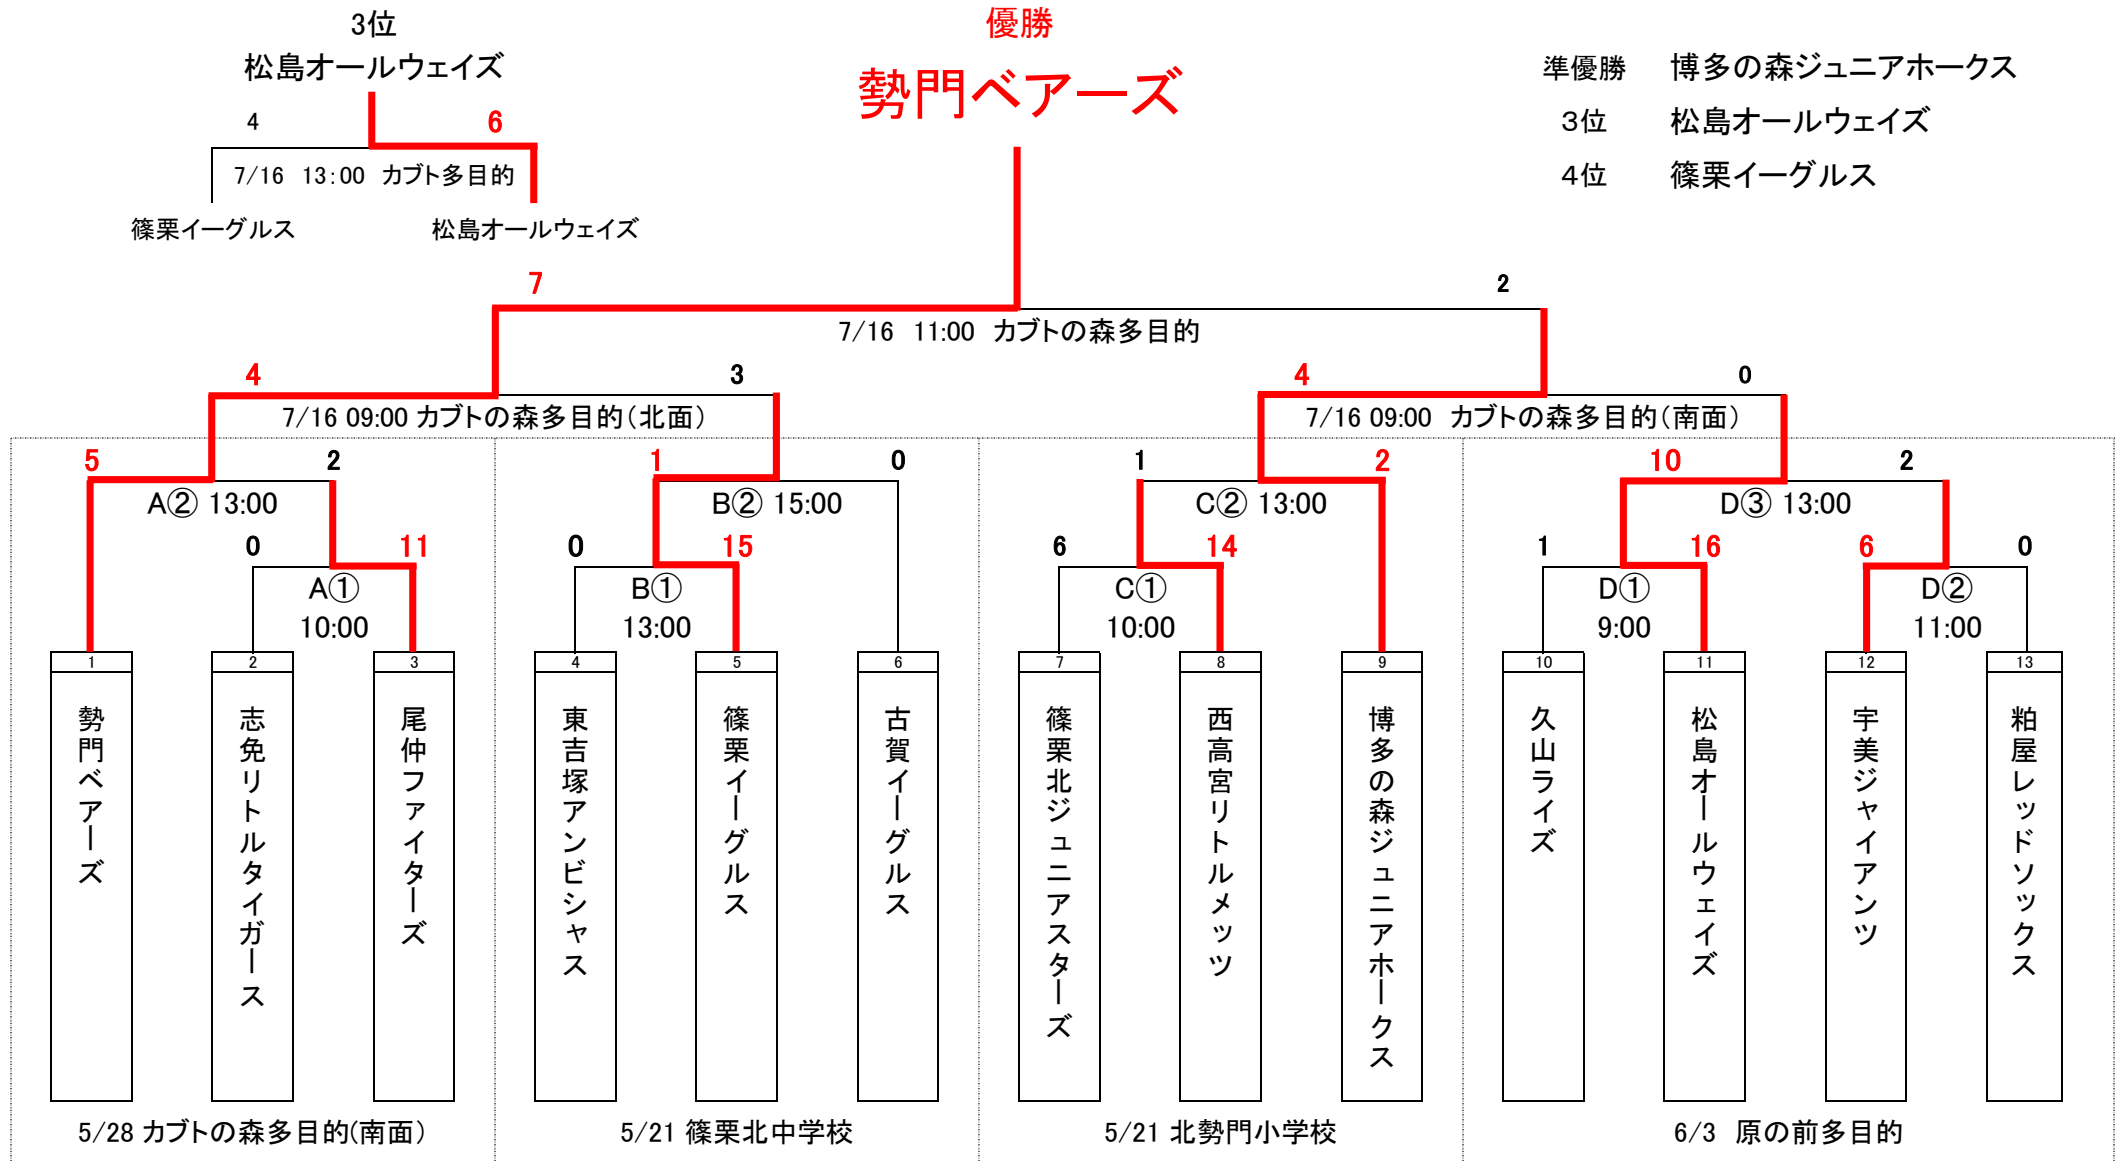 3位
松島オールウェイズ
4 6
7/16 13:00 カブト多目的
篠栗イーグルス 松島オールウェイズ
優勝
勢門ベアーズ
準優勝 博多の森ジュニアホークス
3位 松島オールウェイズ
4位 篠栗イーグルス
7 2
7/16 11:00 カブトの森多目的
4 3 4 0
7/16 09:00 カブトの森多目的(北面) 7/16 09:00 カブトの森多目的(南面)
5 2 1 0 1 2 10 2
A② 13:00 B② 15:00 C② 13:00 D③ 13:00
0 11 0 15 6 14 1 16 6 0
A① B① C① D① D②
10:00 13:00 10:00 9:00 11:00
1 2 3 4 5 6 7 8 9 10 11 12 13
勢門ベアーズ
志免リトルタイガース
尾仲ファイターズ
東吉塚アンビシャス
篠栗イーグルス
古賀イーグルス
篠栗北ジュニアスターズ
西高宮リトルメッツ
博多の森ジュニアホークス
久山ライズ
松島オールウェイズ
宇美ジャイアンツ
粕屋レッドソックス
5/28 カブトの森多目的(南面) 5/21 篠栗北中学校 5/21 北勢門小学校 6/3 原の前多目的